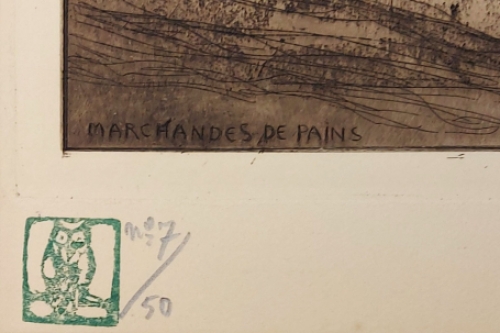 MARCHANDES DE PAINS
No 7
/50